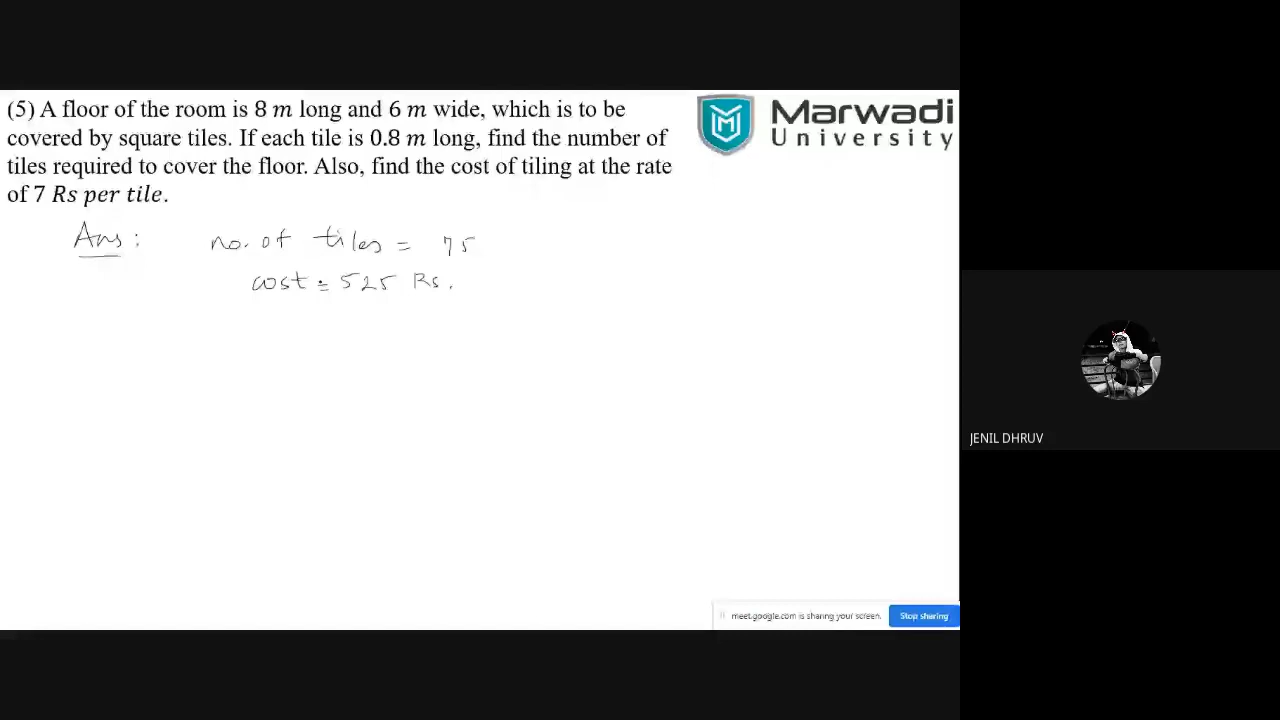 (5) A floor of the room is 8 m long and 6 m wide, which is to be
covered by square tiles. If each tile is 0.8 m long, find the number of
tiles required to cover the floor. Also, find the cost of tiling at the rate
of 7 Rs per tile.
Marwadi
University
Ans: no. of tiles = 75
cost = 525 Rs.
JENIL DHRUV
meet.google.com is sharing your screen.
Stop sharing